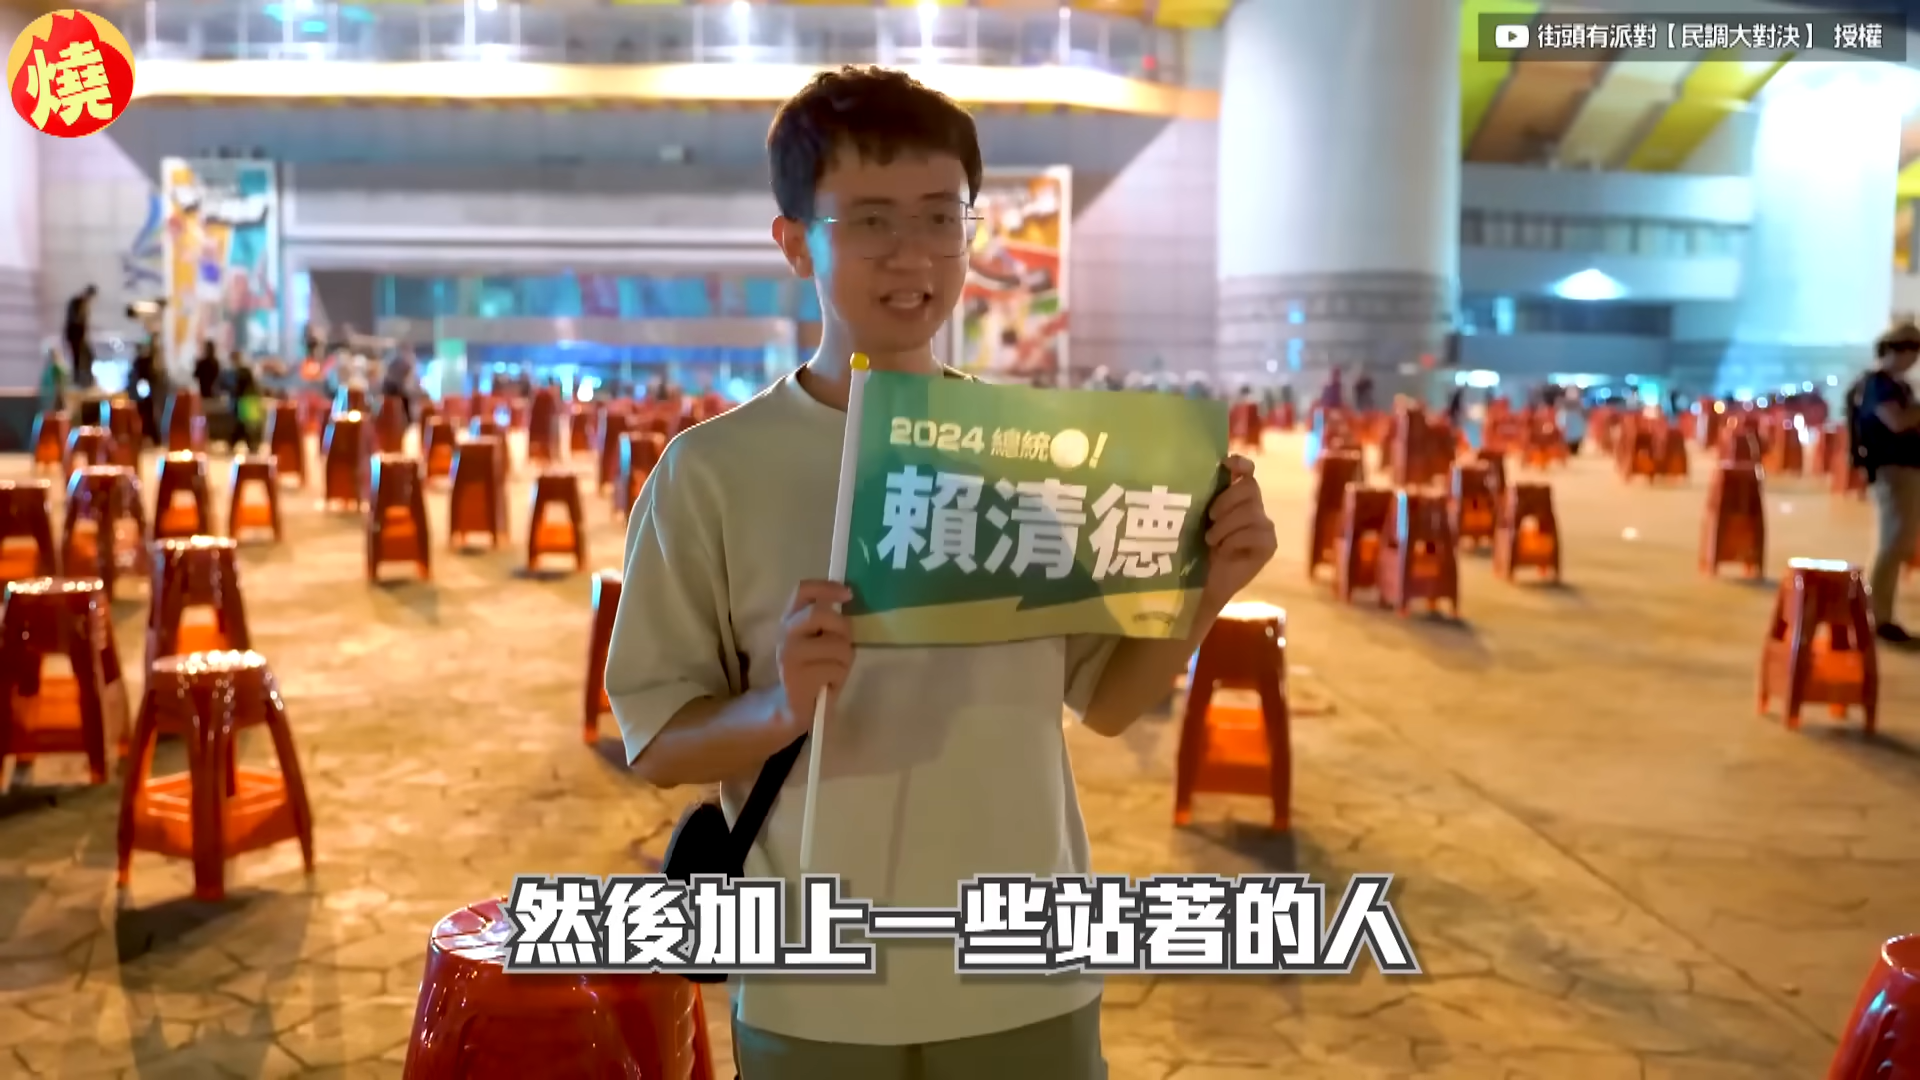 燒
街頭有派對【民調大對決】 授權
2024 總統 !
賴清德
然後加上一些站著的人